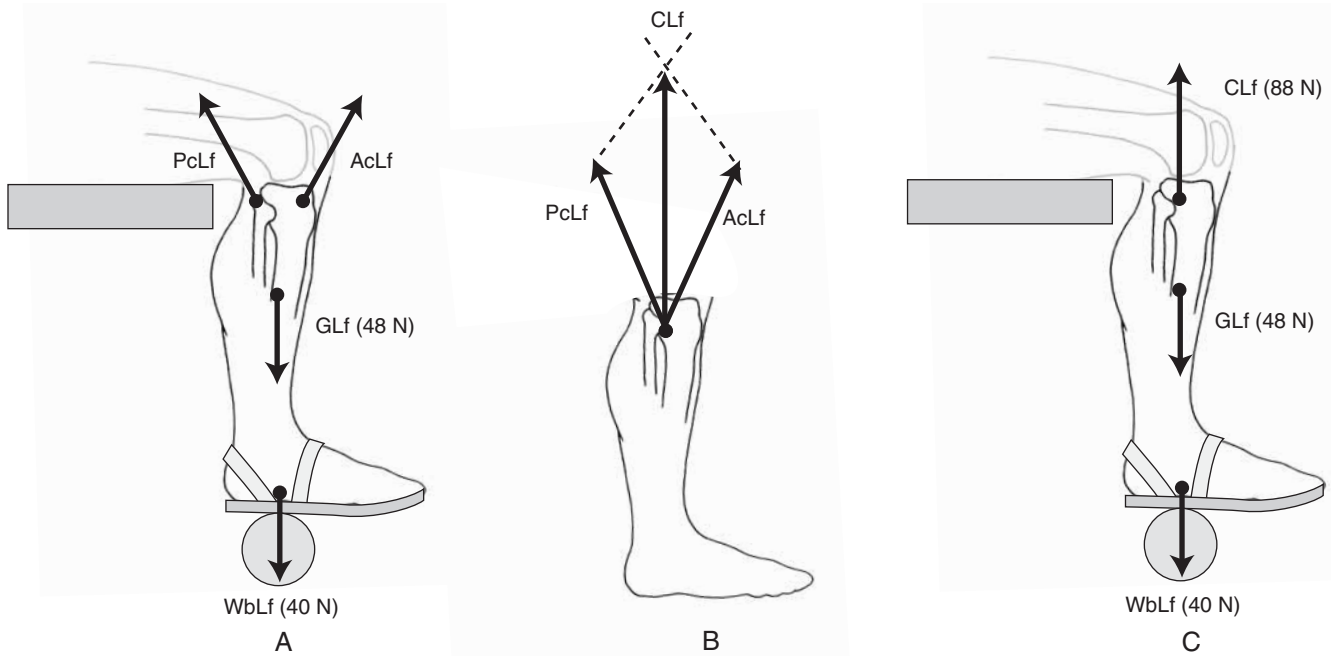 PcLf
AcLf
GLf (48 N)
WbLf (40 N)
A
CLf
PcLf
AcLf
B
CLf (88 N)
GLf (48 N)
WbLf (40 N)
C